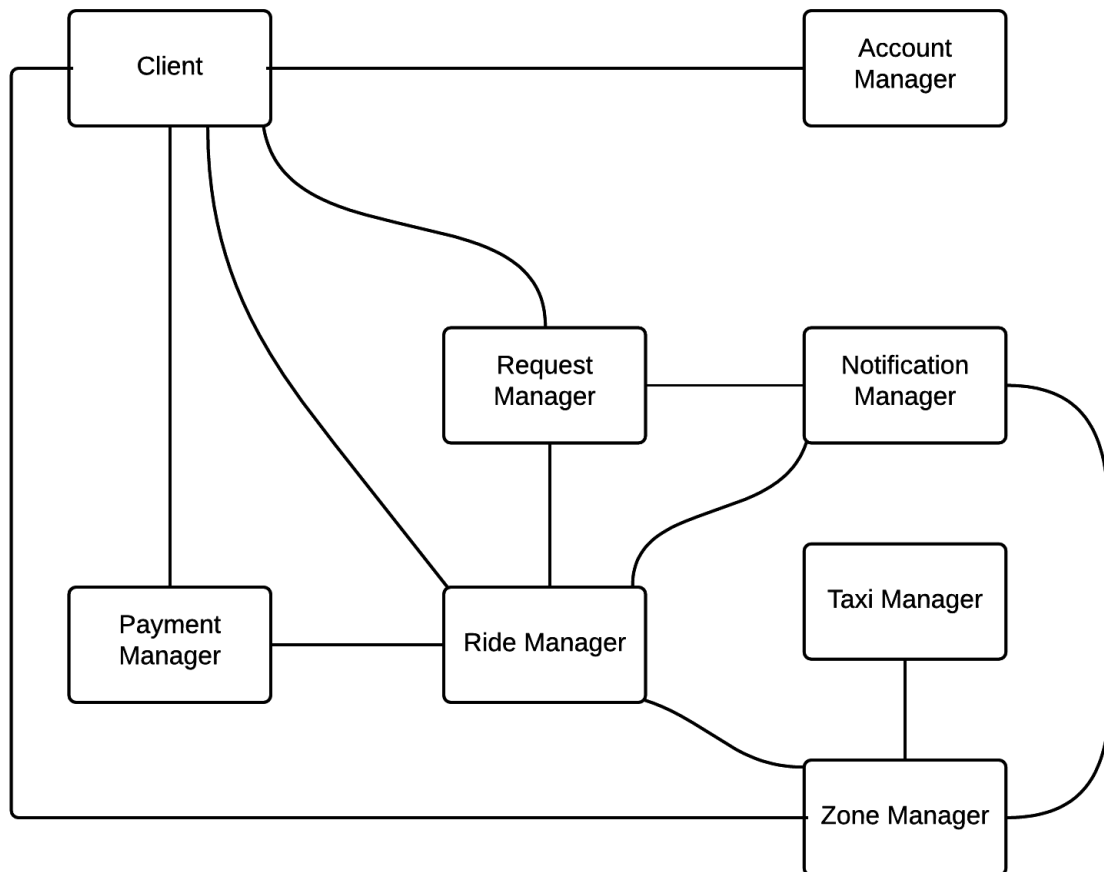 Client
Account
Manager
Request
Manager
Notification
Manager
Taxi Manager
Payment
Manager
Ride Manager
Zone Manager